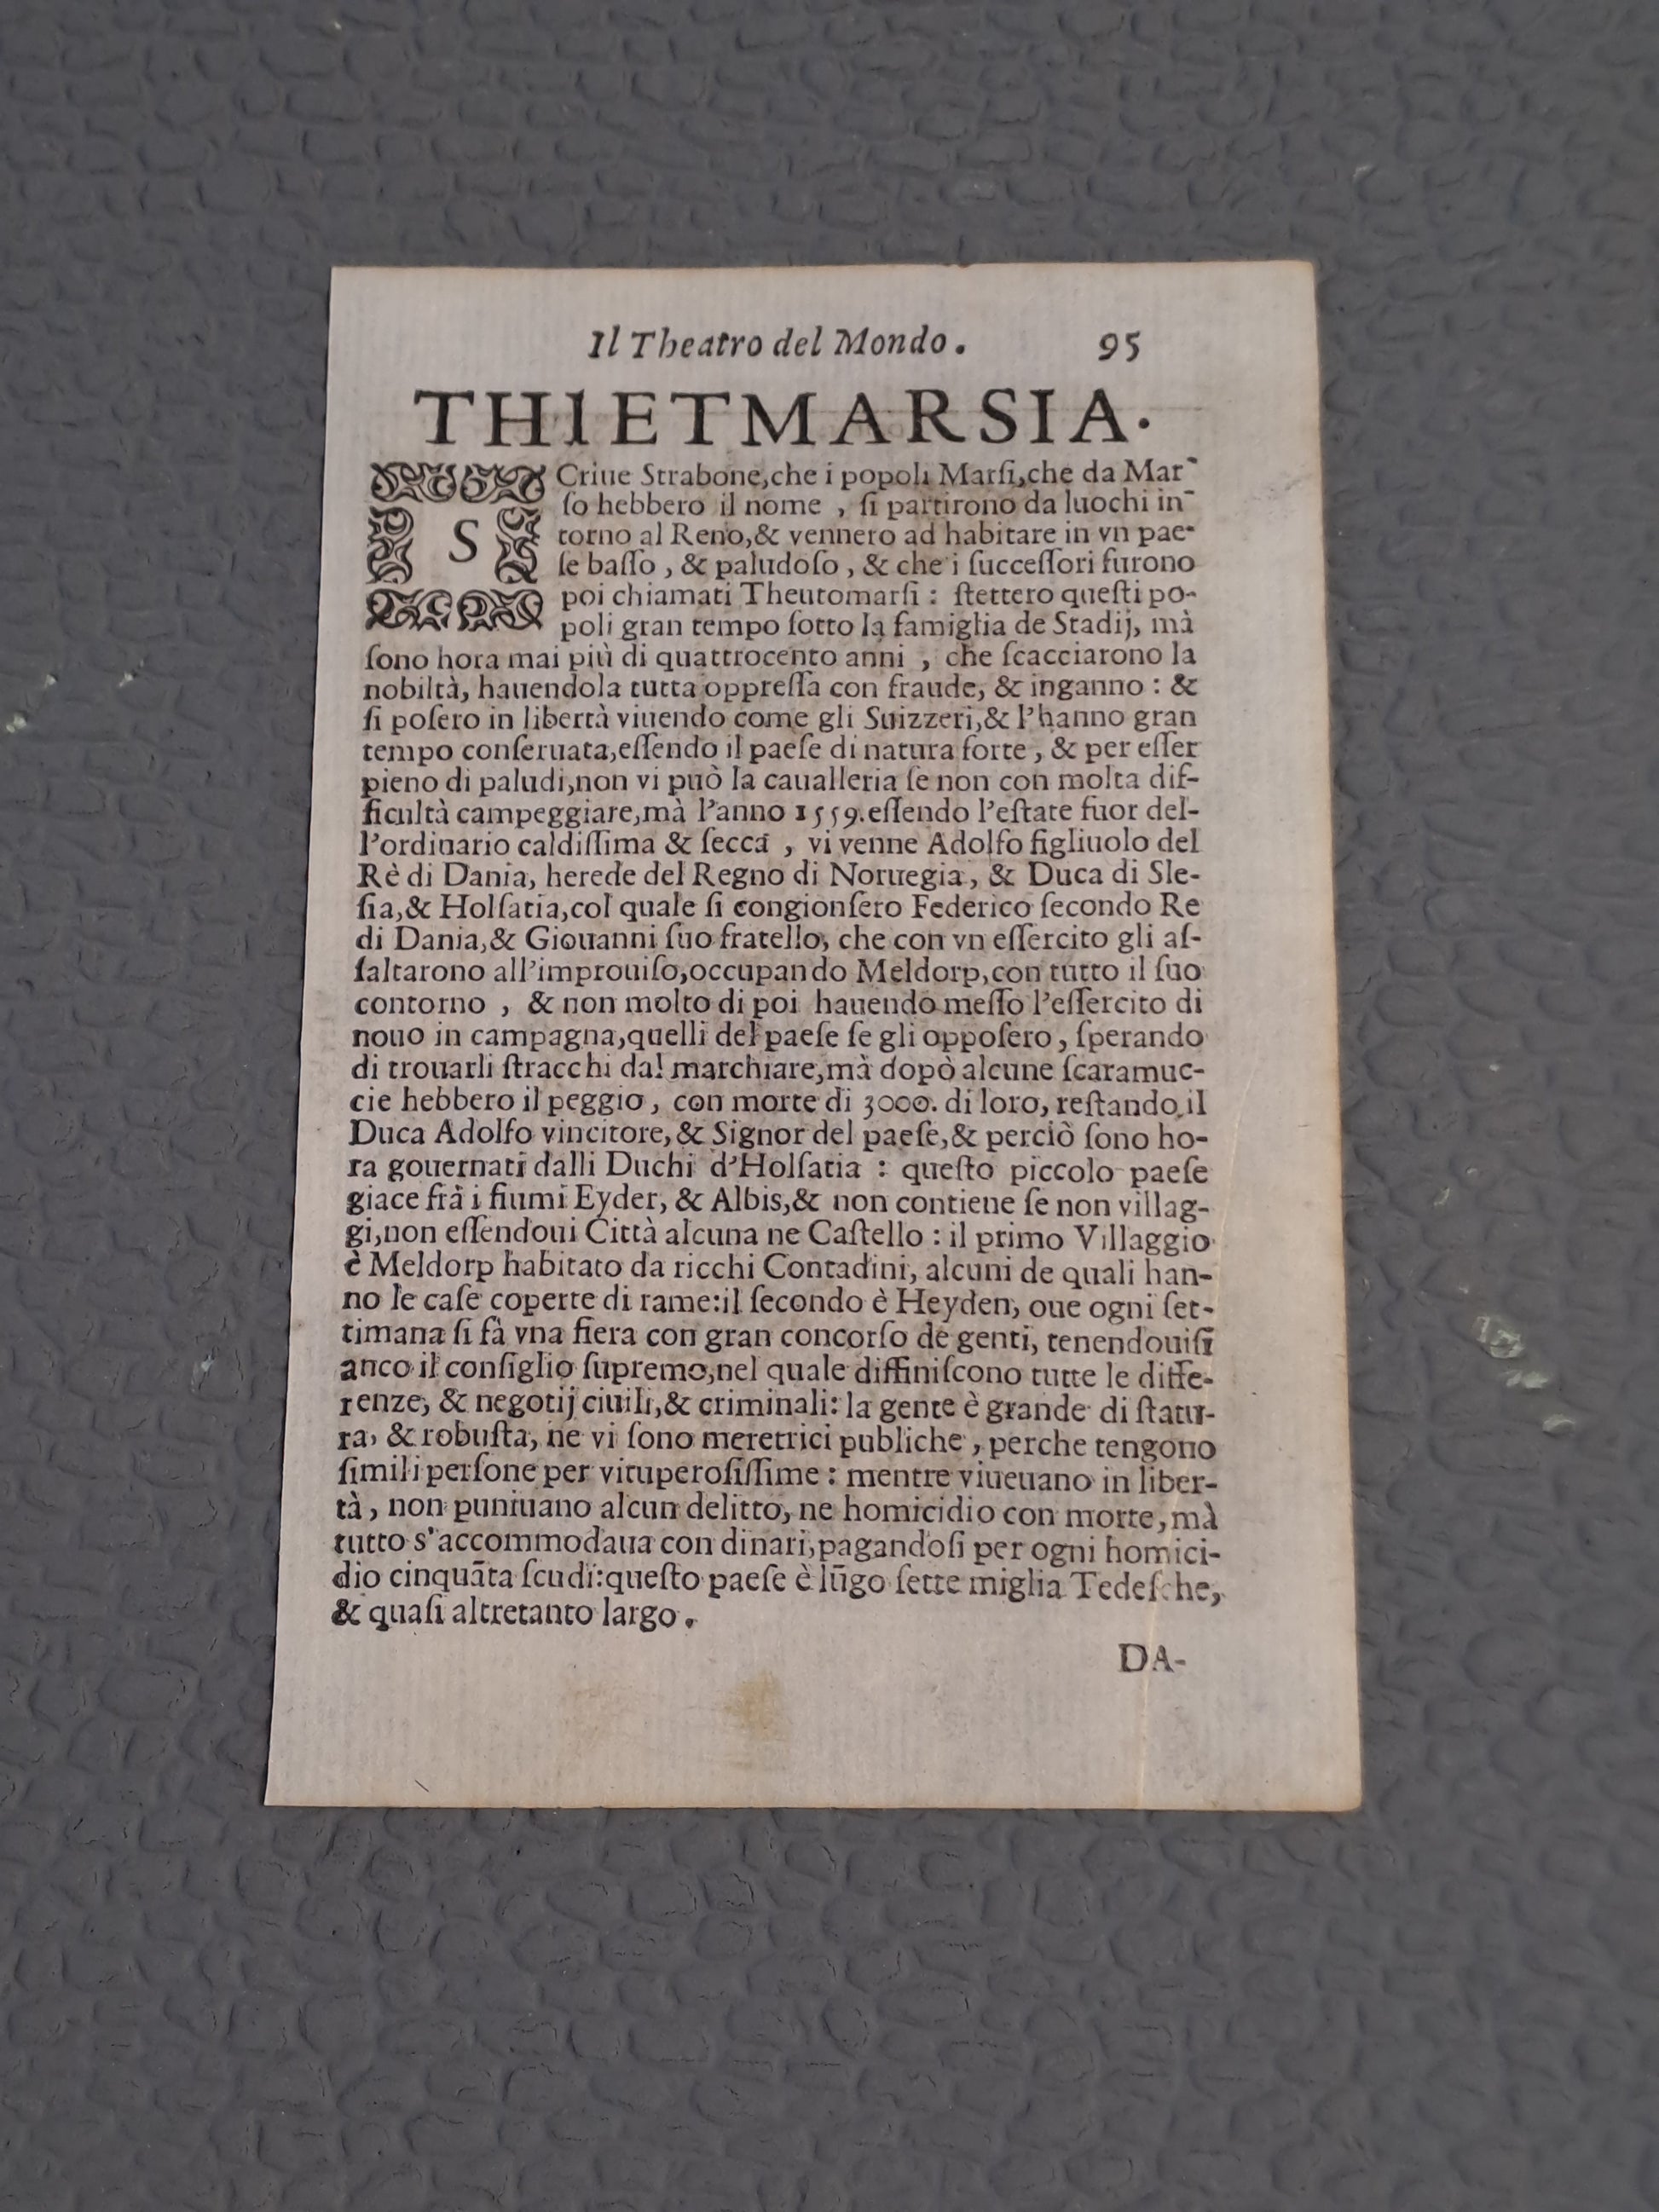 Il Theatro del Mondo. 95
THIETMARSIA.
SCriue Strabone,che i popoli Marſi,che da Mar-
ſo hebbero il nome , ſi partirono da luochi in-
torno al Reno,& vennero ad habitare in vn pae-
ſe baſſo , & paludoſo , & che i ſucceſſori furono
poi chiamati Theutomarſi : ſtettero queſti po-
poli gran tempo ſotto la famiglia de Stadij, mà
ſono hora mai più di quattrocento anni , che ſcacciarono la
nobiltà, hauendola tutta oppreſſa con fraude, & inganno : &
ſi poſero in libertà viuendo come gli Suizzeri,& l'hanno gran
tempo conſeruata,eſſendo il paeſe di natura forte , & per eſſer
pieno di paludi,non vi può la caualleria ſe non con molta dif-
ficultà campeggiare,mà l'anno 1559.eſſendo l'eſtate fuor del-
l'ordinario caldiſſima & ſecca , vi venne Adolfo figliuolo del
Rè di Dania, herede del Regno di Noruegia, & Duca di Sle-
ſia,& Holſatia,col quale ſi congionſero Federico ſecondo Re
di Dania,& Giouanni ſuo fratello, che con vn eſſercito gli aſ-
ſaltarono all'improuiſo,occupando Meldorp,con tutto il ſuo
contorno , & non molto di poi hauendo meſſo l'eſſercito di
nouo in campagna,quelli del paeſe ſe gli oppoſero, ſperando
di trouarli ſtracchi dal marchiare,mà dopò alcune ſcaramuc-
cie hebbero il peggio, con morte di 3000. di loro, reſtando il
Duca Adolfo vincitore,& Signor del paeſe,& perciò ſono ho-
ra gouernati dalli Duchi d'Holſatia : queſto piccolo paeſe
giace frà i fiumi Eyder, & Albis,& non contiene ſe non villag-
gi,non eſſendoui Città alcuna ne Caſtello : il primo Villaggio
è Meldorp habitato da ricchi Contadini, alcuni de quali han-
no le caſe coperte di rame:il ſecondo è Heyden, oue ogni ſet-
timana ſi fà vna fiera con gran concorſo de genti, tenendouiſi
anco il conſiglio ſupremo,nel quale diffiniſcono tutte le diffe-
renze, & negotij ciuili,& criminali: la gente è grande di ſtatu-
ra, & robuſta, ne vi ſono meretrici publiche , perche tengono
ſimili perſone per vituperoſiſſime : mentre viueuano in liber-
tà , non puniuano alcun delitto, ne homicidio con morte,mà
tutto s'accommodaua con dinari,pagandoſi per ogni homici-
dio cinquāta ſcudi:queſto paeſe è lūgo ſette miglia Tedeſche,
& quaſi altretanto largo.
DA-